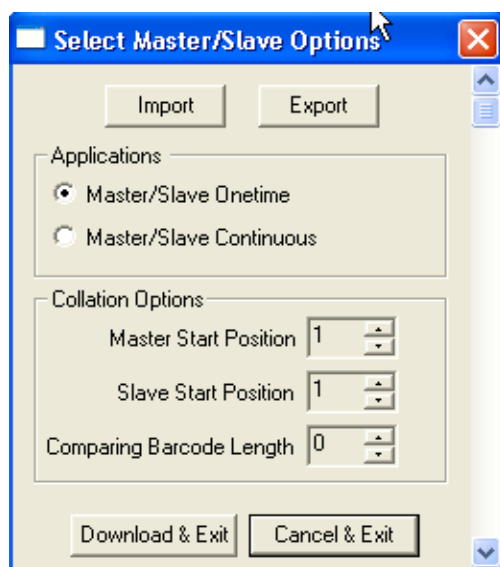 Select Master/Slave Options
Import Export
Applications
Master/Slave Onetime
Master/Slave Continuous
Collation Options
Master Start Position 1
Slave Start Position 1
Comparing Barcode Length 0
Download & Exit Cancel & Exit